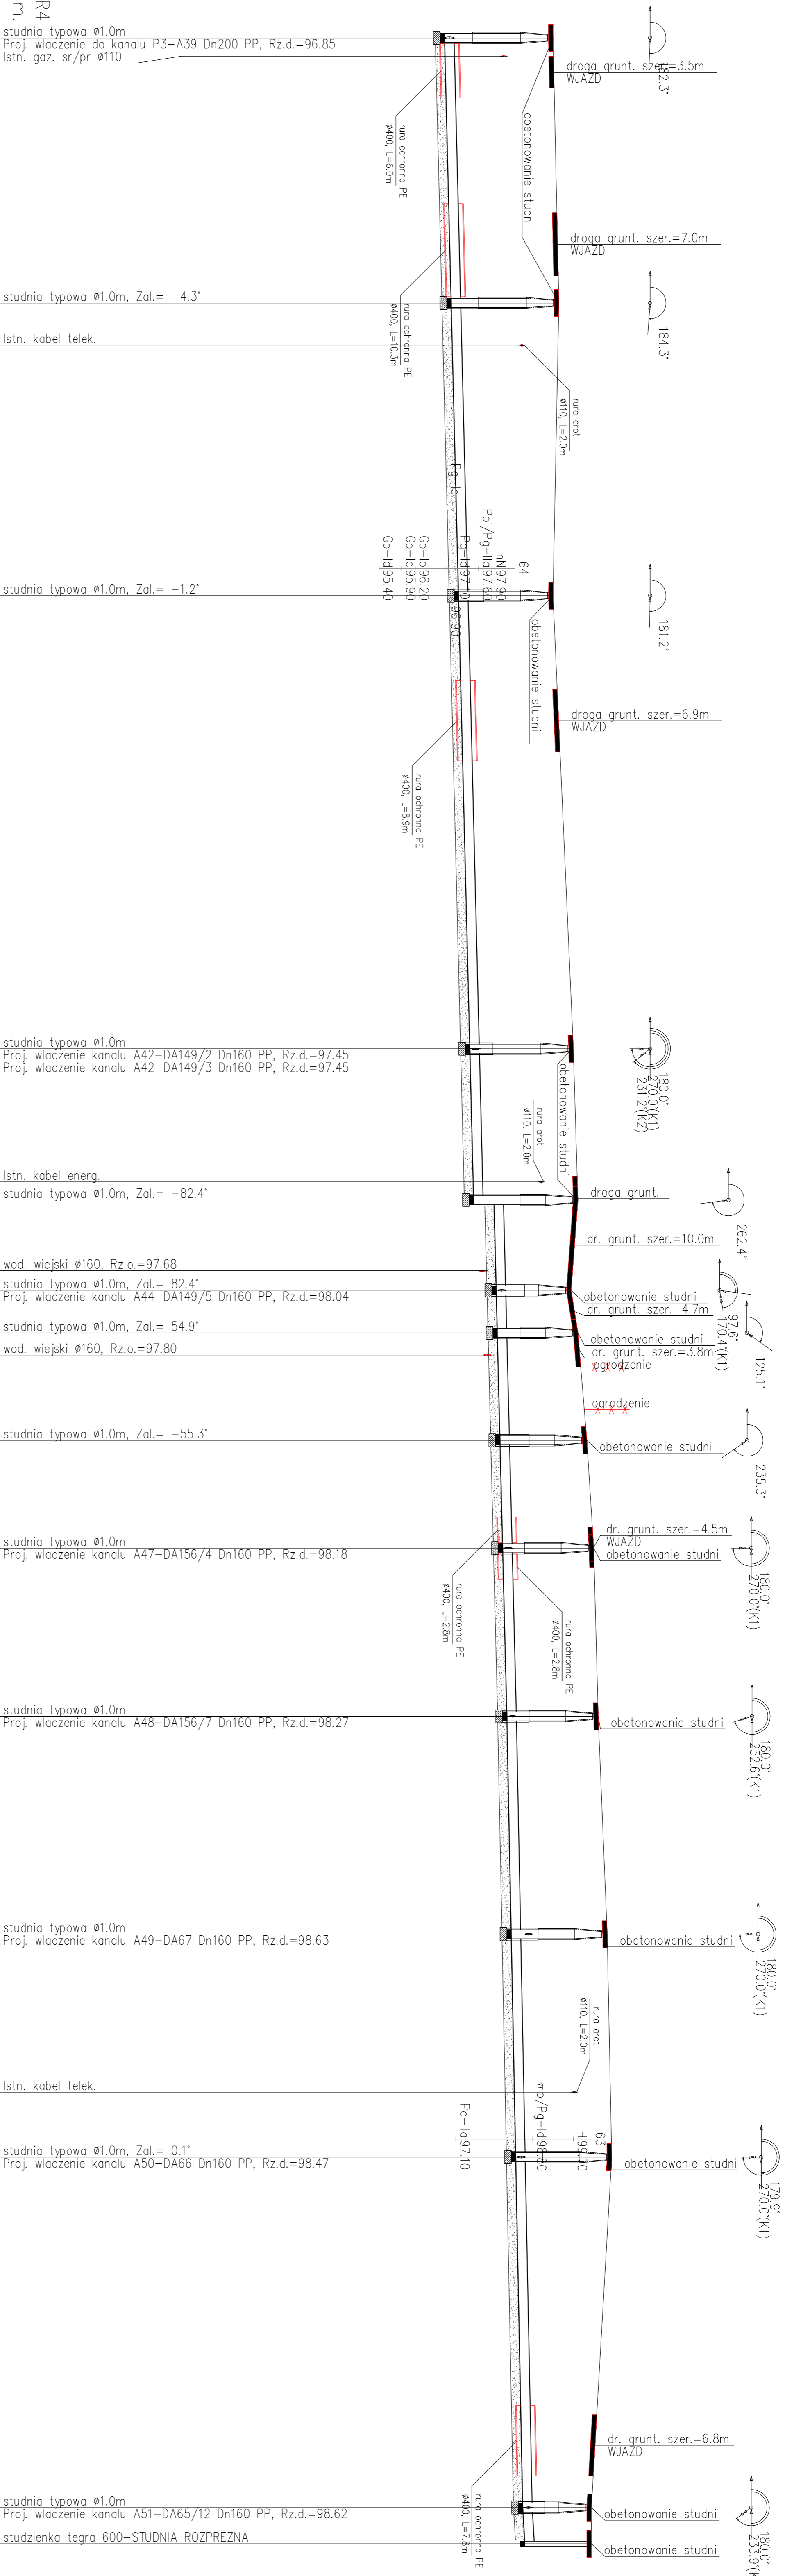 R4
m.
studnia typowa ø1.0m
Proj. wlaczenie do kanalu P3-A39 Dn200 PP, Rz.d.=96.85
Istn. gaz. sr/pr ø110
droga grunt. szer.=3.5m
WJAZD
182.3°
obetonowanie studni
rura ochronna PE
ø400, L=6.0m
droga grunt. szer.=7.0m
WJAZD
studnia typowa ø1.0m, Zal.= -4.3°
184.3°
rura ochronna PE
ø400, L=10.3m
Istn. kabel telek.
rura arot
ø110, L=2.0m
Pg-Id
64
nN97.90
Ppi/Pg-IIa97.60
Gp-Ib96.20
Gp-Ic95.90
Gp-Id95.40
96.90
studnia typowa ø1.0m, Zal.= -1.2°
181.2°
obetonowanie studni
droga grunt. szer.=6.9m
WJAZD
rura ochronna PE
ø400, L=8.9m
studnia typowa ø1.0m
Proj. wlaczenie kanalu A42-DA149/2 Dn160 PP, Rz.d.=97.45
Proj. wlaczenie kanalu A42-DA149/3 Dn160 PP, Rz.d.=97.45
180.0°
270.0°(K1)
231.2°(K2)
obetonowanie studni
rura arot
ø110, L=2.0m
Istn. kabel energ.
studnia typowa ø1.0m, Zal.= -82.4°
droga grunt.
262.4°
dr. grunt. szer.=10.0m
wod. wiejski ø160, Rz.o.=97.68
studnia typowa ø1.0m, Zal.= 82.4°
Proj. wlaczenie kanalu A44-DA149/5 Dn160 PP, Rz.d.=98.04
obetonowanie studni
dr. grunt. szer.=4.7m
97.6°
170.4°(K1)
studnia typowa ø1.0m, Zal.= 54.9°
obetonowanie studni
125.1°
wod. wiejski ø160, Rz.o.=97.80
dr. grunt. szer.=3.8m
ogrodzenie
ogrodzenie
studnia typowa ø1.0m, Zal.= -55.3°
obetonowanie studni
235.3°
dr. grunt. szer.=4.5m
WJAZD
studnia typowa ø1.0m
Proj. wlaczenie kanalu A47-DA156/4 Dn160 PP, Rz.d.=98.18
obetonowanie studni
180.0°
270.0°(K1)
rura ochronna PE
ø400, L=2.8m
rura ochronna PE
ø400, L=2.8m
studnia typowa ø1.0m
Proj. wlaczenie kanalu A48-DA156/7 Dn160 PP, Rz.d.=98.27
obetonowanie studni
180.0°
252.6°(K1)
studnia typowa ø1.0m
Proj. wlaczenie kanalu A49-DA67 Dn160 PP, Rz.d.=98.63
obetonowanie studni
180.0°
270.0°(K1)
rura arot
ø110, L=2.0m
Istn. kabel telek.
63
H99.70
πp/Pg-Id98.80
Pd-IIa97.10
studnia typowa ø1.0m, Zal.= 0.1°
Proj. wlaczenie kanalu A50-DA66 Dn160 PP, Rz.d.=98.47
obetonowanie studni
179.9°
270.0°(K1)
dr. grunt. szer.=6.8m
WJAZD
rura ochronna PE
ø400, L=7.8m
studnia typowa ø1.0m
Proj. wlaczenie kanalu A51-DA65/12 Dn160 PP, Rz.d.=98.62
obetonowanie studni
180.0°
studzienka tegra 600-STUDNIA ROZPREZNA
obetonowanie studni